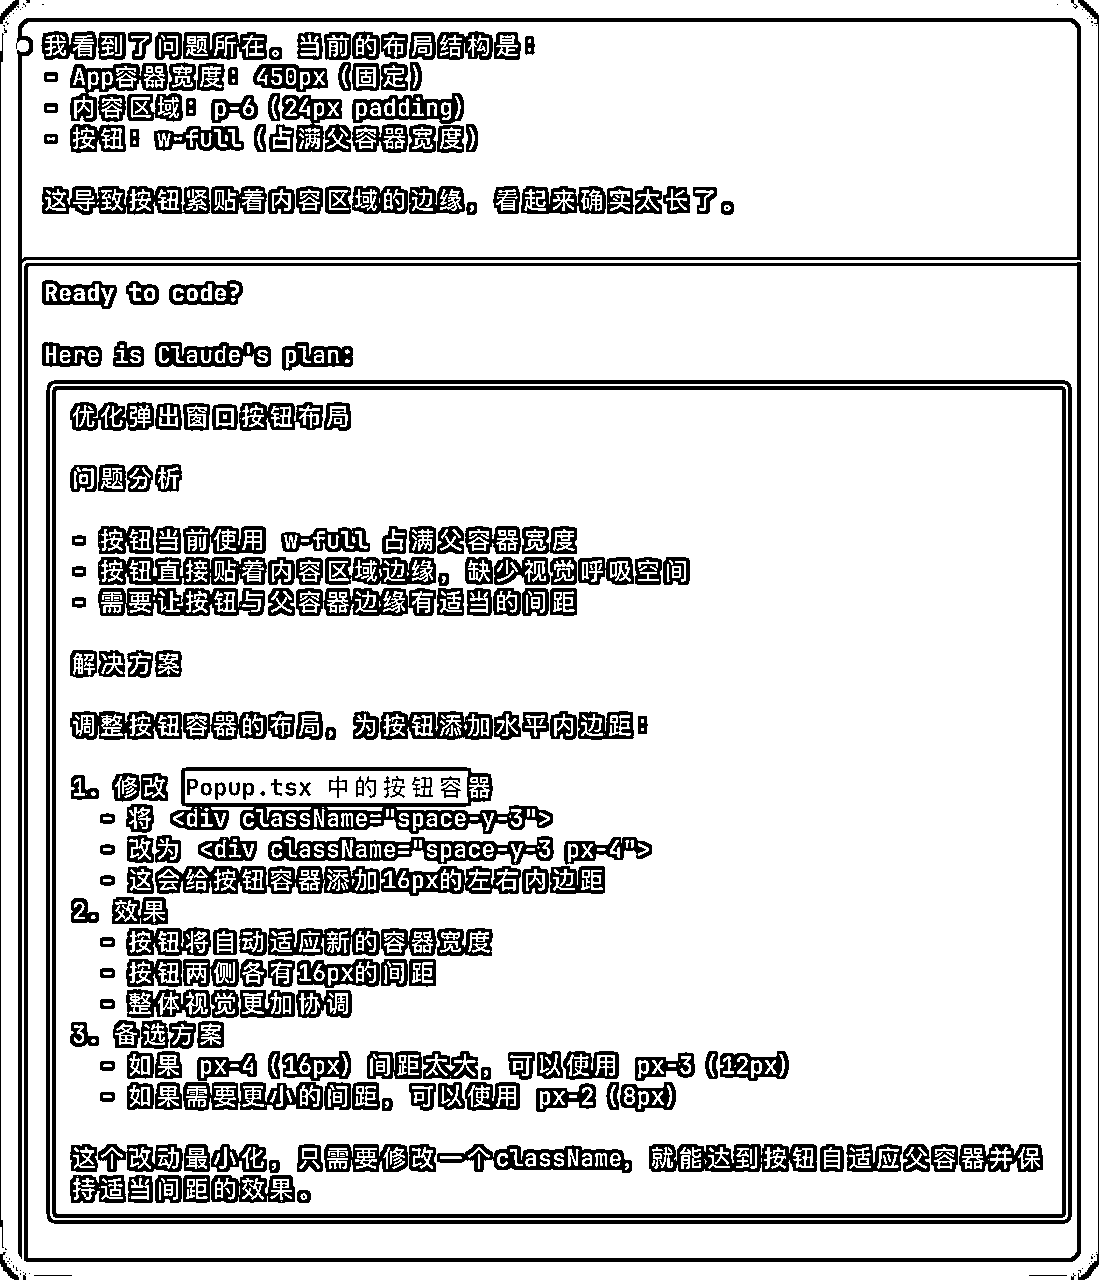 我看到了问题所在。当前的布局结构是：
- App容器宽度：450px（固定）
- 内容区域：p-6（24px padding）
- 按钮：w-full（占满父容器宽度）
这导致按钮紧贴着内容区域的边缘，看起来确实太长了。
Ready to code?
Here is Claude's plan:
优化弹出窗口按钮布局
问题分析
- 按钮当前使用 w-full 占满父容器宽度
- 按钮直接贴着内容区域边缘，缺少视觉呼吸空间
- 需要让按钮与父容器边缘有适当的间距
解决方案
调整按钮容器的布局，为按钮添加水平内边距：
1. 修改 Popup.tsx 中的按钮容器
- 将 <div className="space-y-3">
- 改为 <div className="space-y-3 px-4">
- 这会给按钮容器添加16px的左右内边距
2. 效果
- 按钮将自动适应新的容器宽度
- 按钮两侧各有16px的间距
- 整体视觉更加协调
3. 备选方案
- 如果 px-4（16px）间距太大，可以使用 px-3（12px）
- 如果需要更小的间距，可以使用 px-2（8px）
这个改动最小化，只需要修改一个className，就能达到按钮自适应父容器并保
持适当间距的效果。